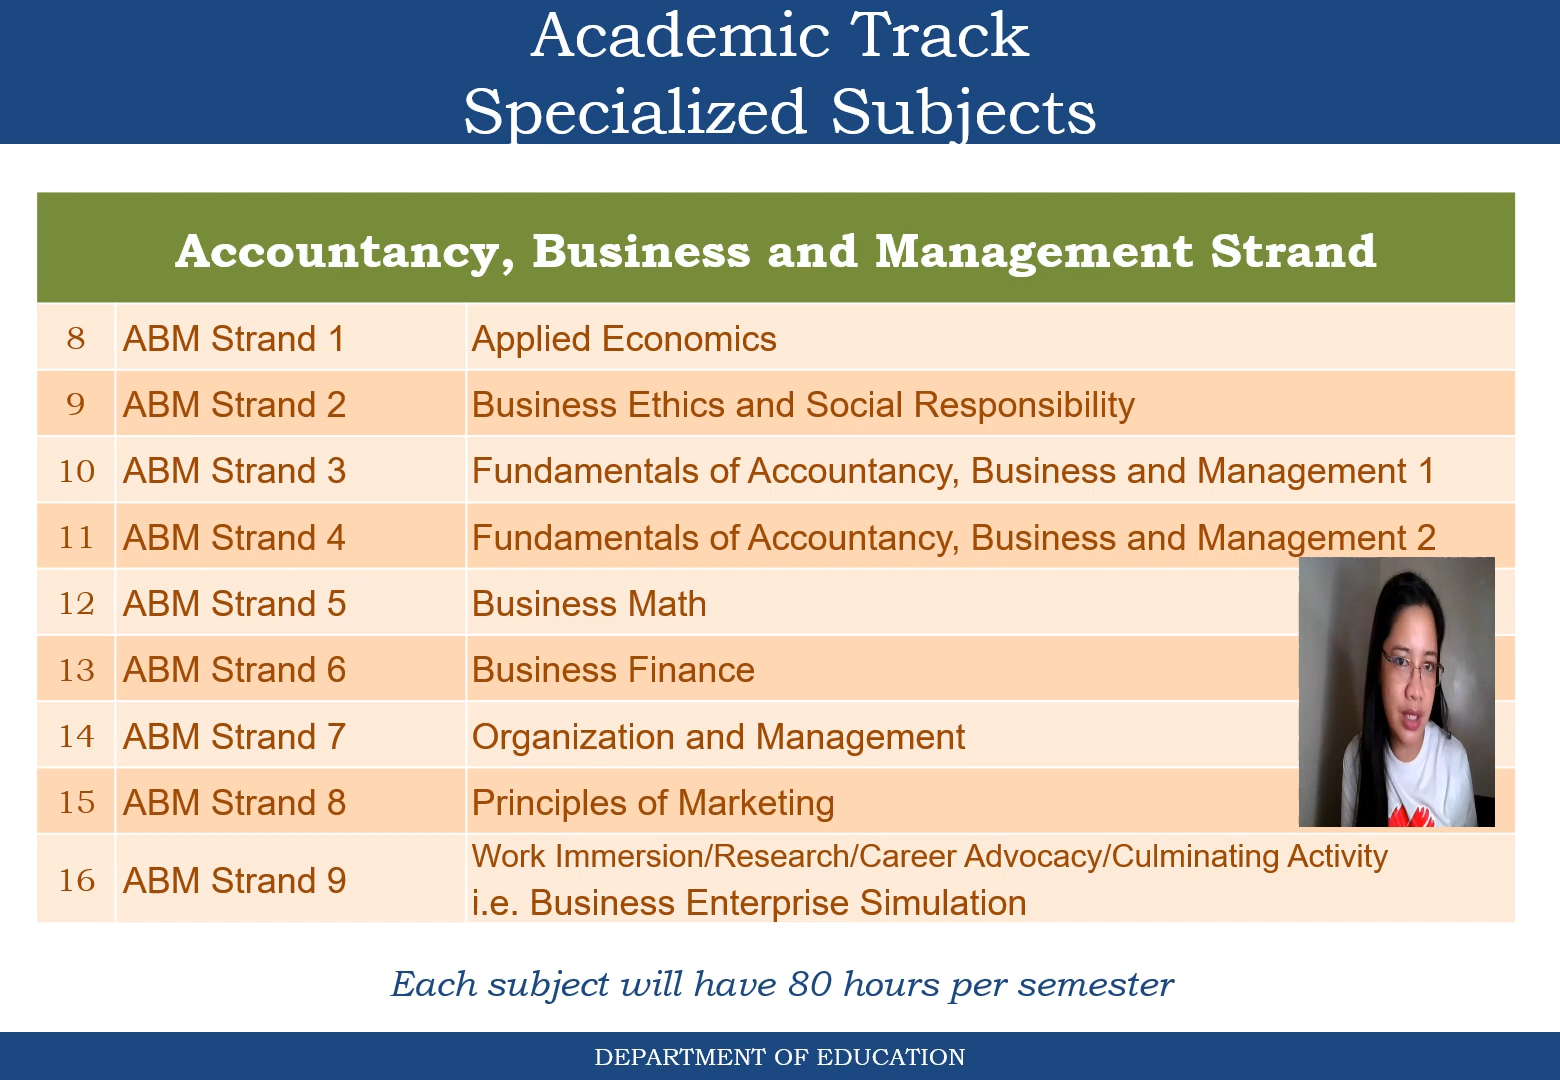 Academic Track
Specialized Subjects
Accountancy, Business and Management Strand
8 ABM Strand 1 Applied Economics
9 ABM Strand 2 Business Ethics and Social Responsibility
10 ABM Strand 3 Fundamentals of Accountancy, Business and Management 1
11 ABM Strand 4 Fundamentals of Accountancy, Business and Management 2
12 ABM Strand 5 Business Math
13 ABM Strand 6 Business Finance
14 ABM Strand 7 Organization and Management
15 ABM Strand 8 Principles of Marketing
16 ABM Strand 9 Work Immersion/Research/Career Advocacy/Culminating Activity
i.e. Business Enterprise Simulation
Each subject will have 80 hours per semester
DEPARTMENT OF EDUCATION